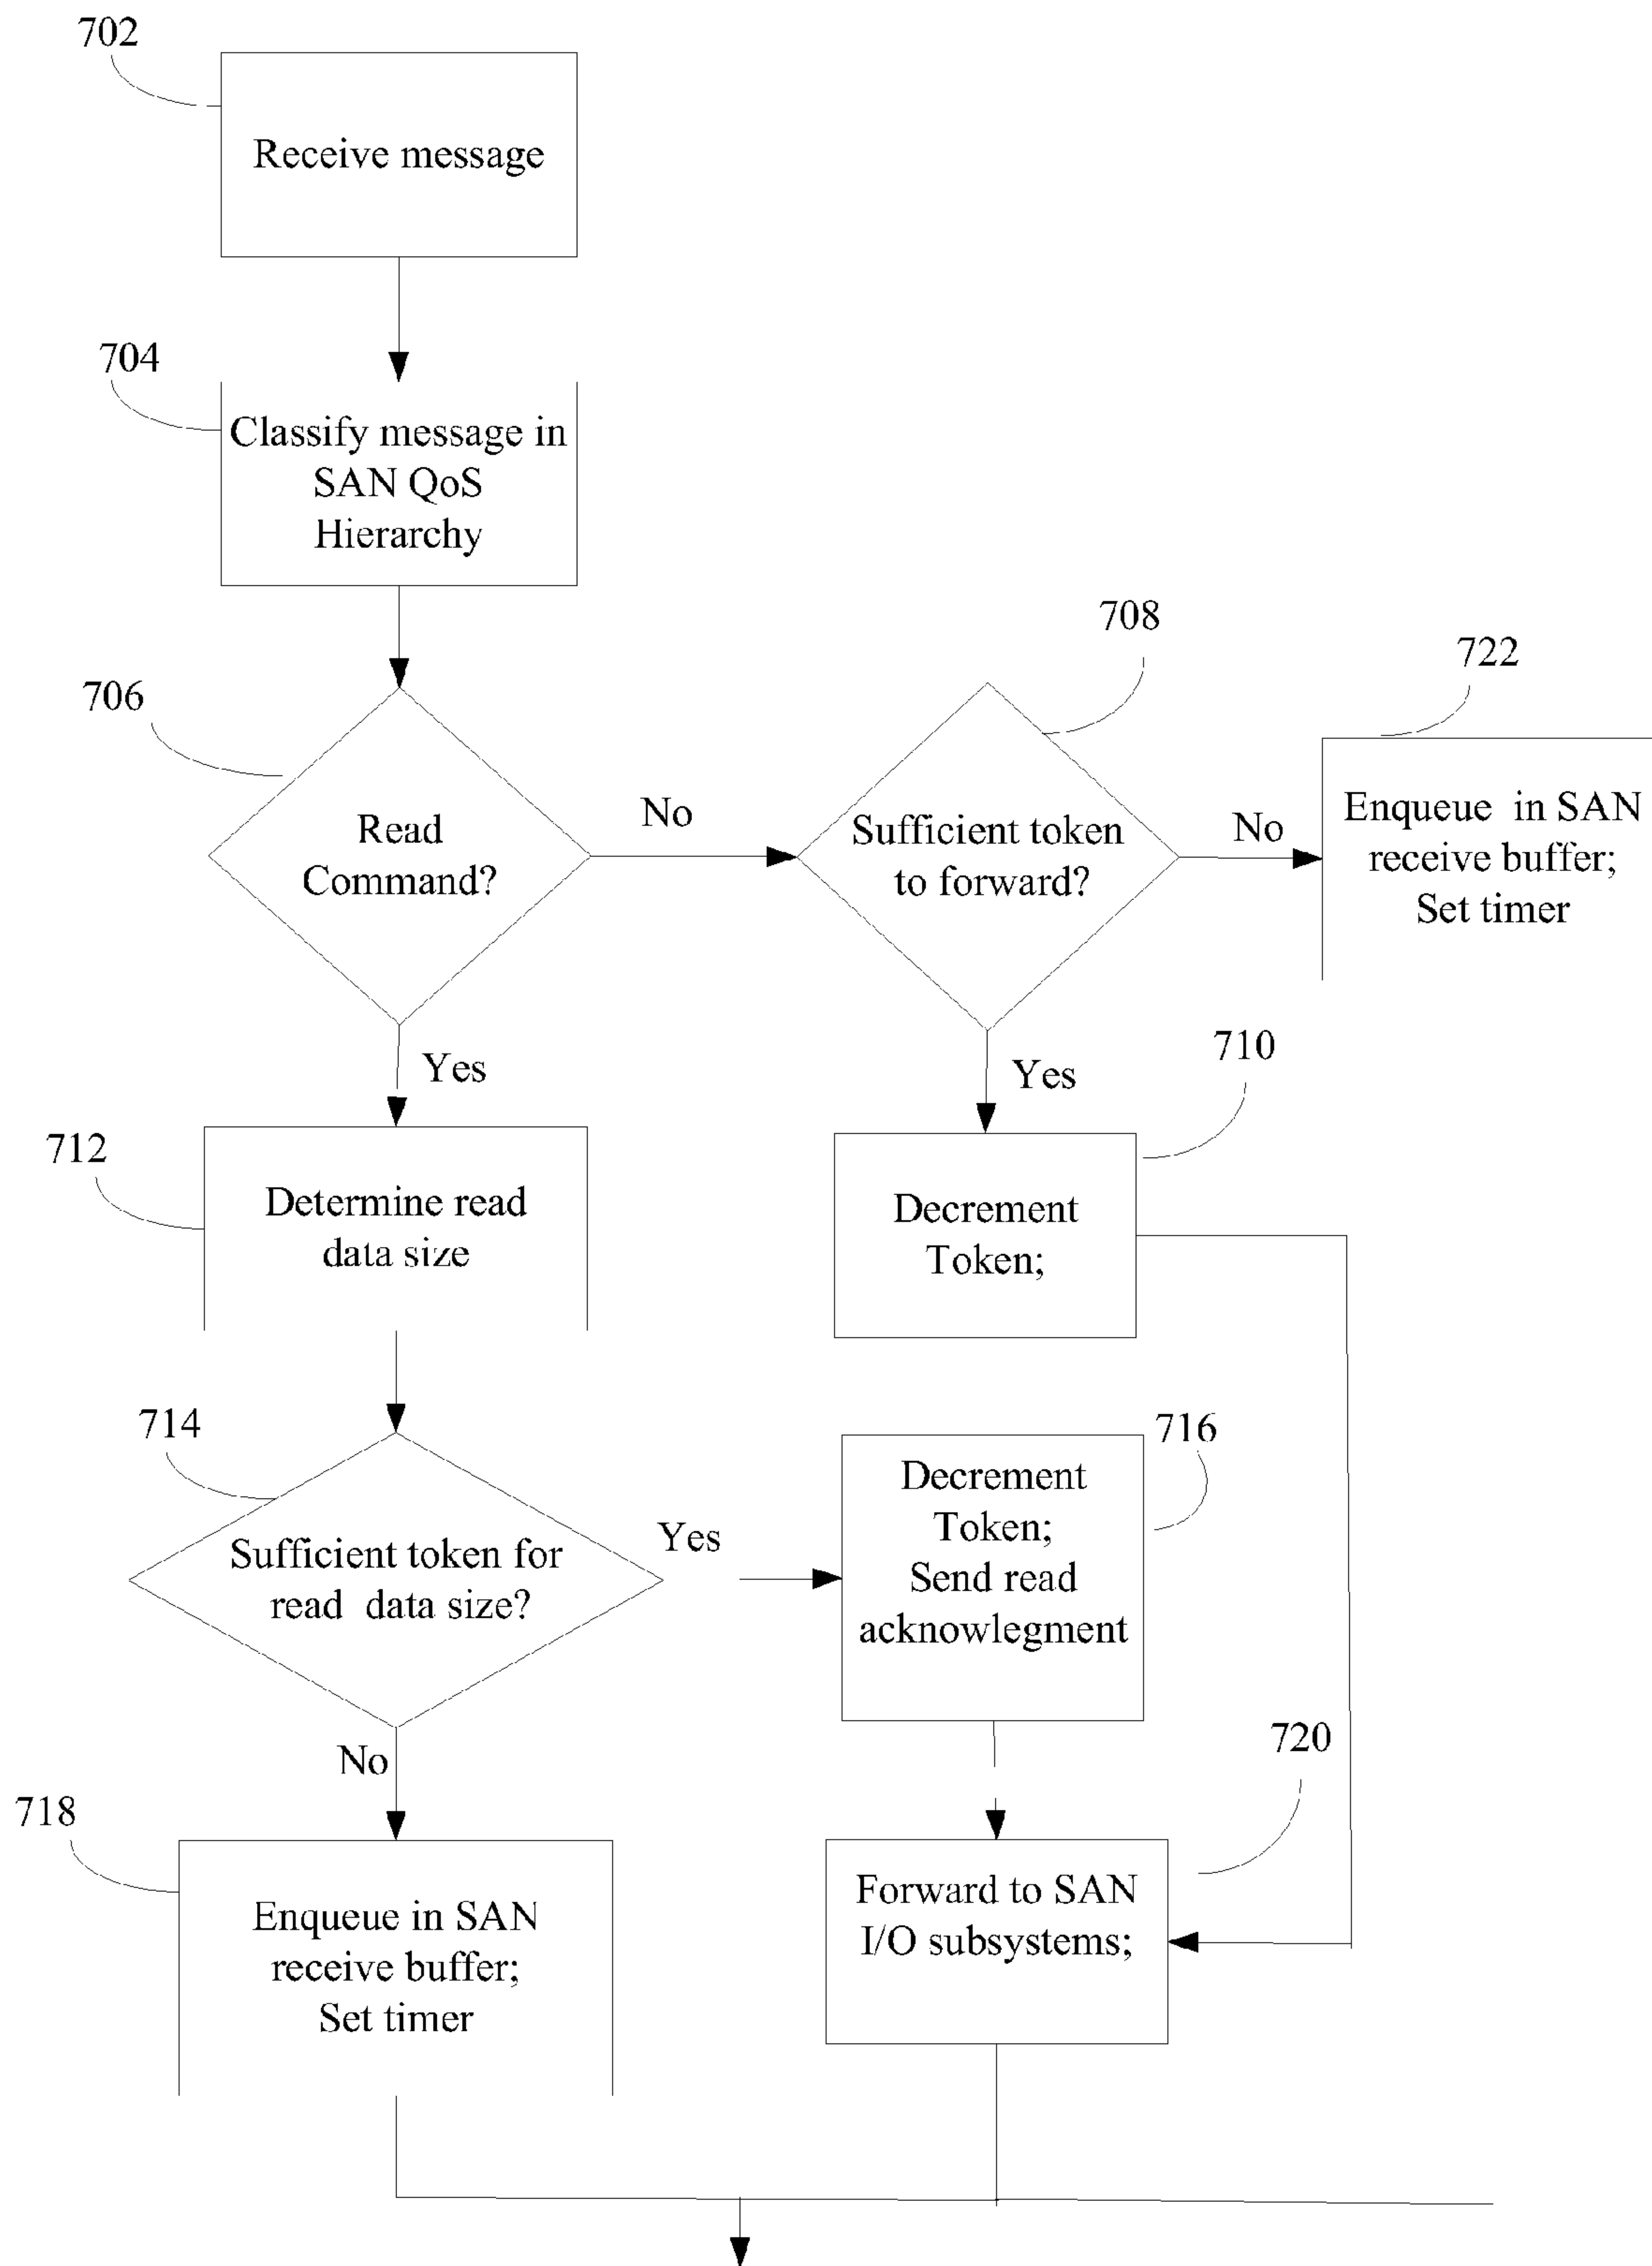 702
Receive message
704
Classify message in
SAN QoS
Hierarchy
708
722
706
Read
Command?
No
Sufficient token
to forward?
No
Enqueue in SAN
receive buffer;
Set timer
Yes
Yes
710
712
Determine read
data size
Decrement
Token;
714
Sufficient token for
read data size?
Yes
716
Decrement
Token;
Send read
acknowlegment
No
720
718
Enqueue in SAN
receive buffer;
Set timer
Forward to SAN
I/O subsystems;